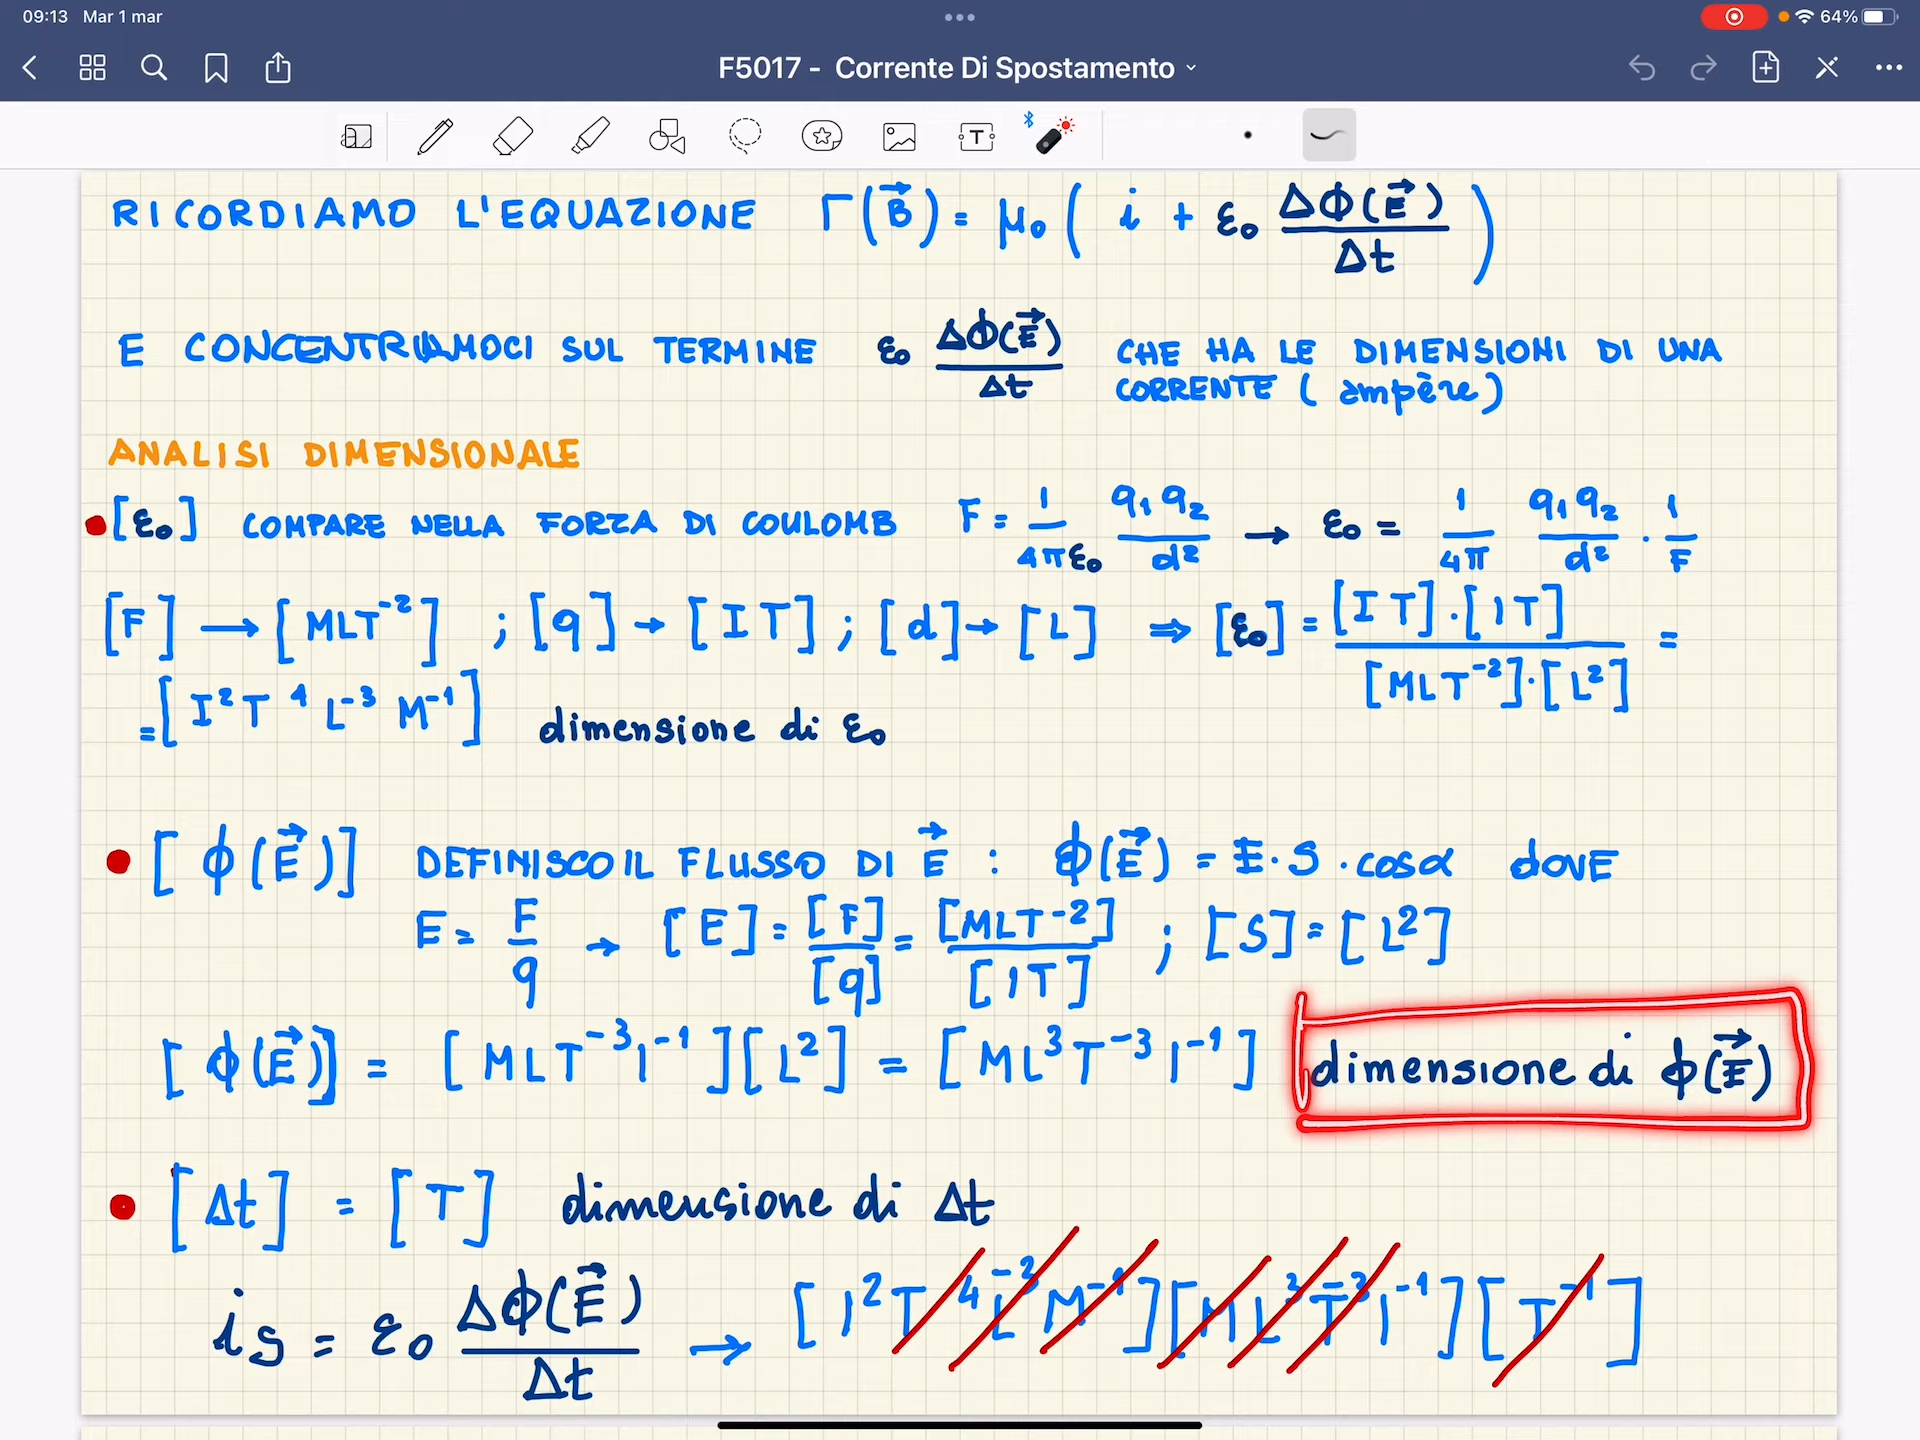 09:13 Mar 1 mar 64%
F5017 - Corrente Di Spostamento
RICORDIAMO L'EQUAZIONE Γ(B⃗) = μ₀ ( i + ε₀ ΔΦ(E⃗)/Δt )
E CONCENTRIAMOCI SUL TERMINE ε₀ ΔΦ(E⃗)/Δt CHE HA LE DIMENSIONI DI UNA
CORRENTE (ampère)
ANALISI DIMENSIONALE
• [ε₀] COMPARE NELLA FORZA DI COULOMB F = 1/4πε₀ q₁q₂/d² → ε₀ = 1/4π q₁q₂/d² · 1/F
[F] → [MLT⁻²] ; [q] → [IT] ; [d] → [L] ⇒ [ε₀] = [IT]·[IT]/[MLT⁻²]·[L²] =
= [I²T⁴L⁻³M⁻¹] dimensione di ε₀
• [Φ(E⃗)] DEFINISCO IL FLUSSO DI E⃗ : Φ(E⃗) = E·S·cosα dOVE
E = F/q → [E] = [F]/[q] = [MLT⁻²]/[IT] ; [S] = [L²]
[Φ(E⃗)] = [MLT⁻³I⁻¹][L²] = [ML³T⁻³I⁻¹] dimensione di Φ(E⃗)
• [Δt] = [T] dimensione di Δt
is = ε₀ ΔΦ(E⃗)/Δt → [I²T⁴L⁻³M⁻¹][ML³T⁻³I⁻¹][T⁻¹]